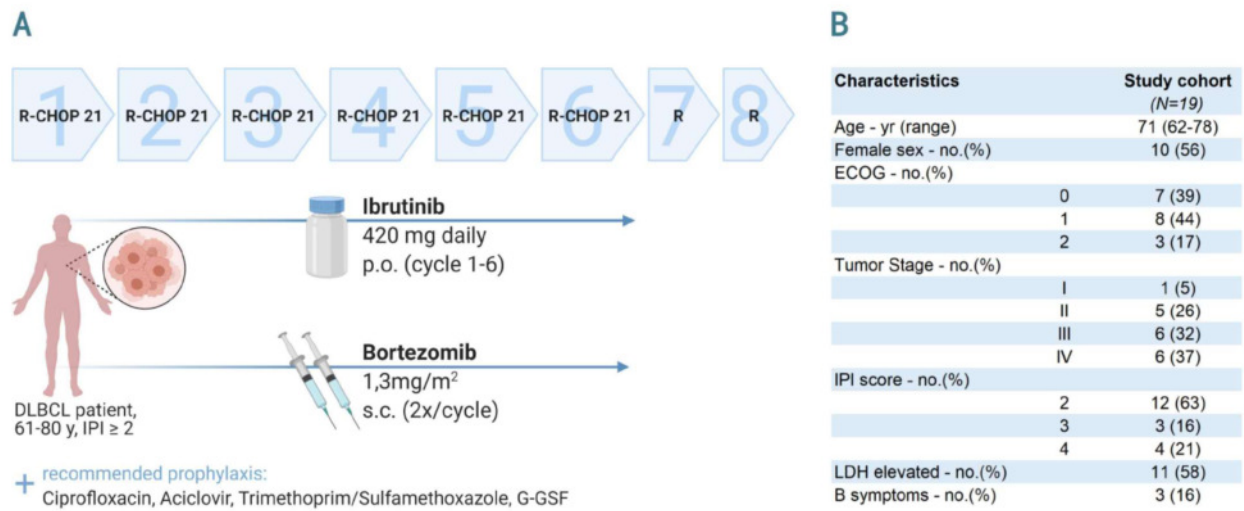 A
1 2 3 4 5 6 7 8
R-CHOP 21 R-CHOP 21 R-CHOP 21 R-CHOP 21 R-CHOP 21 R-CHOP 21 R R
Ibrutinib
420 mg daily
p.o. (cycle 1-6)
Bortezomib
1,3mg/m²
s.c. (2x/cycle)
DLBCL patient,
61-80 y, IPI ≥ 2
+ recommended prophylaxis:
Ciprofloxacin, Aciclovir, Trimethoprim/Sulfamethoxazole, G-GSF
B
Characteristics Study cohort
(N=19)
Age - yr (range) 71 (62-78)
Female sex - no.(%) 10 (56)
ECOG - no.(%)
0 7 (39)
1 8 (44)
2 3 (17)
Tumor Stage - no.(%)
I 1 (5)
II 5 (26)
III 6 (32)
IV 6 (37)
IPI score - no.(%)
2 12 (63)
3 3 (16)
4 4 (21)
LDH elevated - no.(%) 11 (58)
B symptoms - no.(%) 3 (16)